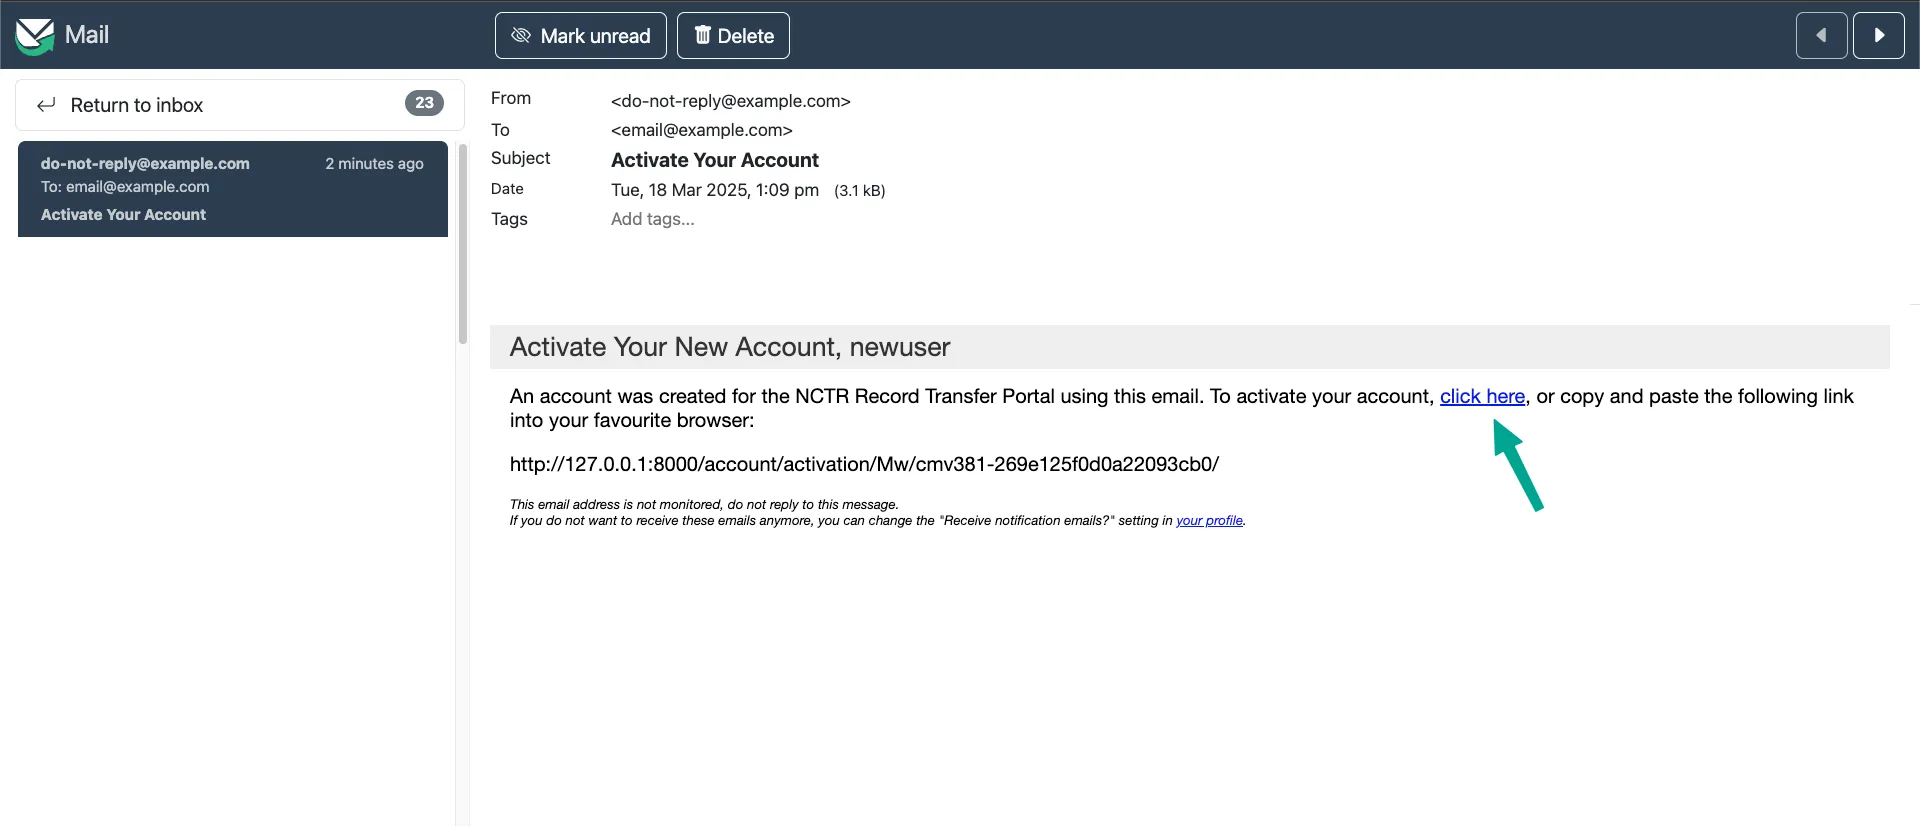 Mail
Mark unread
Delete
Return to inbox 23
do-not-reply@example.com 2 minutes ago
To: email@example.com
Activate Your Account
From <do-not-reply@example.com>
To <email@example.com>
Subject Activate Your Account
Date Tue, 18 Mar 2025, 1:09 pm (3.1 kB)
Tags Add tags...
Activate Your New Account, newuser
An account was created for the NCTR Record Transfer Portal using this email. To activate your account, click here, or copy and paste the following link
into your favourite browser:
http://127.0.0.1:8000/account/activation/Mw/cmv381-269e125f0d0a22093cb0/
This email address is not monitored, do not reply to this message.
If you do not want to receive these emails anymore, you can change the "Receive notification emails?" setting in your profile.